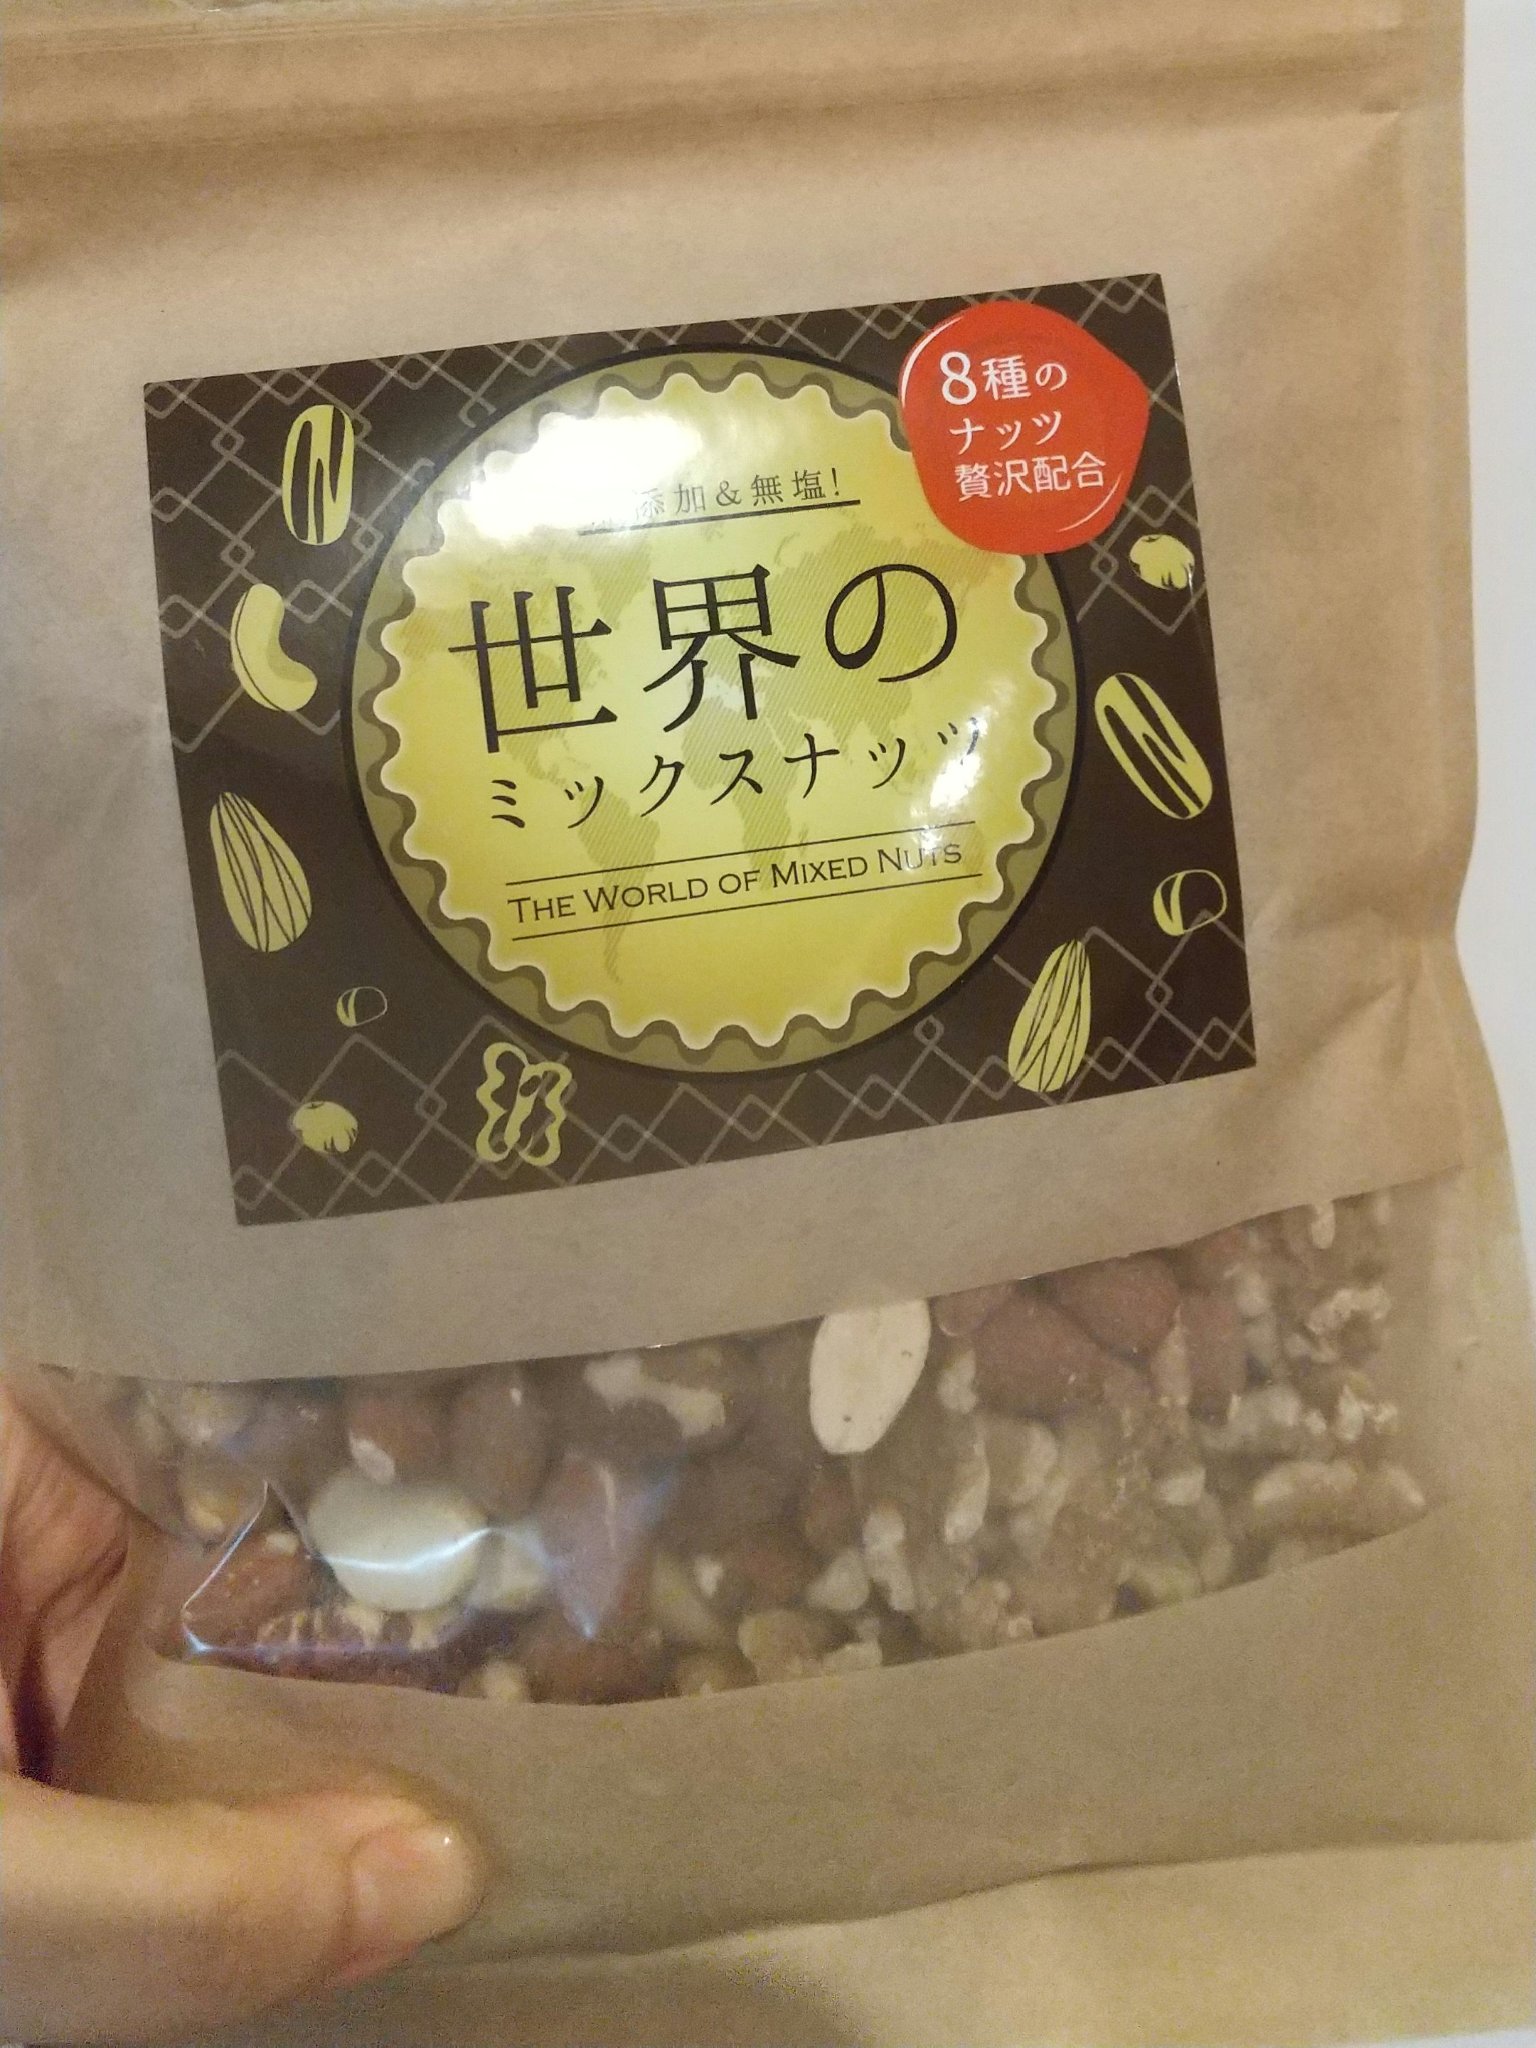 8種の
ナッツ
贅沢配合
添加&無塩!
世界の
ミックスナッツ
THE WORLD OF MIXED NUTS